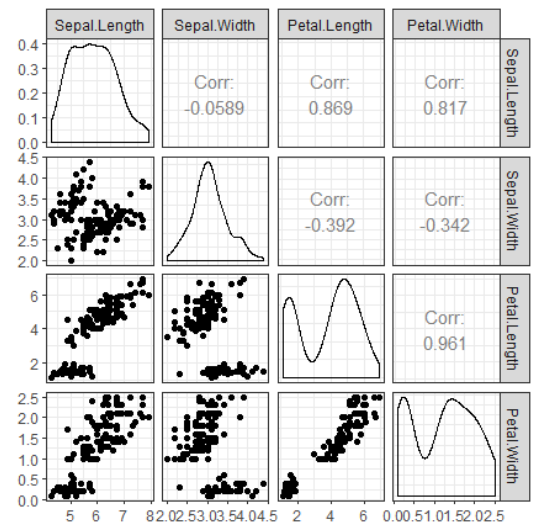 Sepal.Length Sepal.Width Petal.Length Petal.Width
0.4
0.3
0.2
0.1
0.0
Corr:
-0.0589
Corr:
0.869
Corr:
0.817
Sepal.Length
4.5
4.0
3.5
3.0
2.5
2.0
Corr:
-0.392
Corr:
-0.342
Sepal.Width
6
4
2
Corr:
0.961
Petal.Length
2.5
2.0
1.5
1.0
0.5
0.0
Petal.Width
5 6 7 8 2.0 2.5 3.0 3.5 4.0 4.5 2 4 6 0.0 0.5 1.0 1.5 2.0 2.5